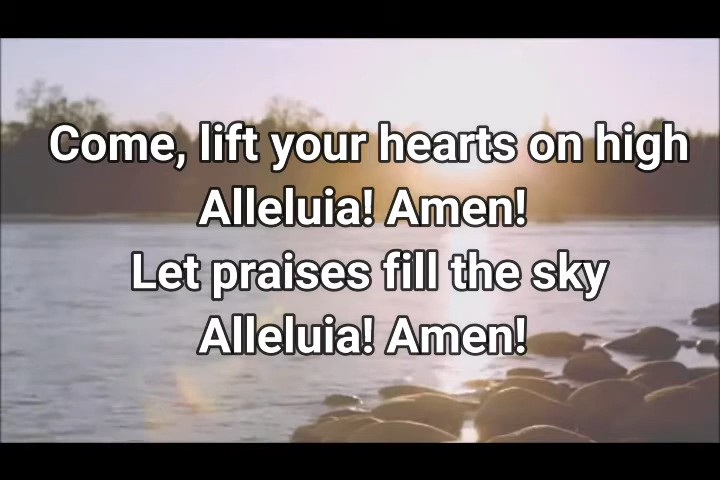 Come, lift your hearts on high
Alleluia! Amen!
Let praises fill the sky
Alleluia! Amen!